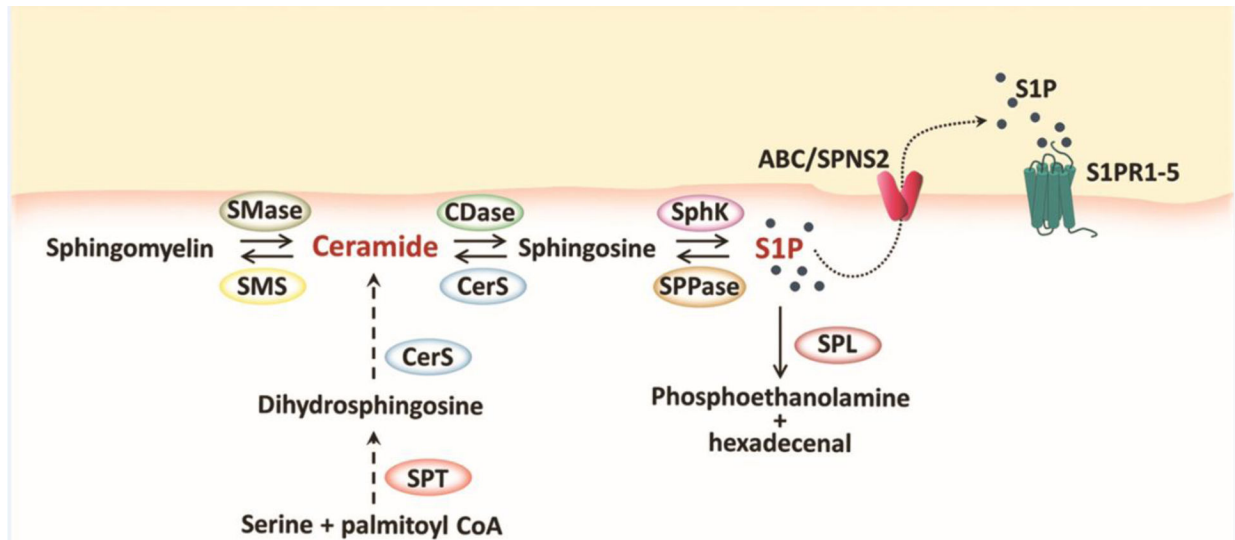 S1P
ABC/SPNS2
S1PR1-5
SMase
CDase
SphK
Sphingomyelin
Ceramide
Sphingosine
S1P
SMS
CerS
SPPase
CerS
SPL
Dihydrosphingosine
Phosphoethanolamine
+
hexadecenal
SPT
Serine + palmitoyl CoA